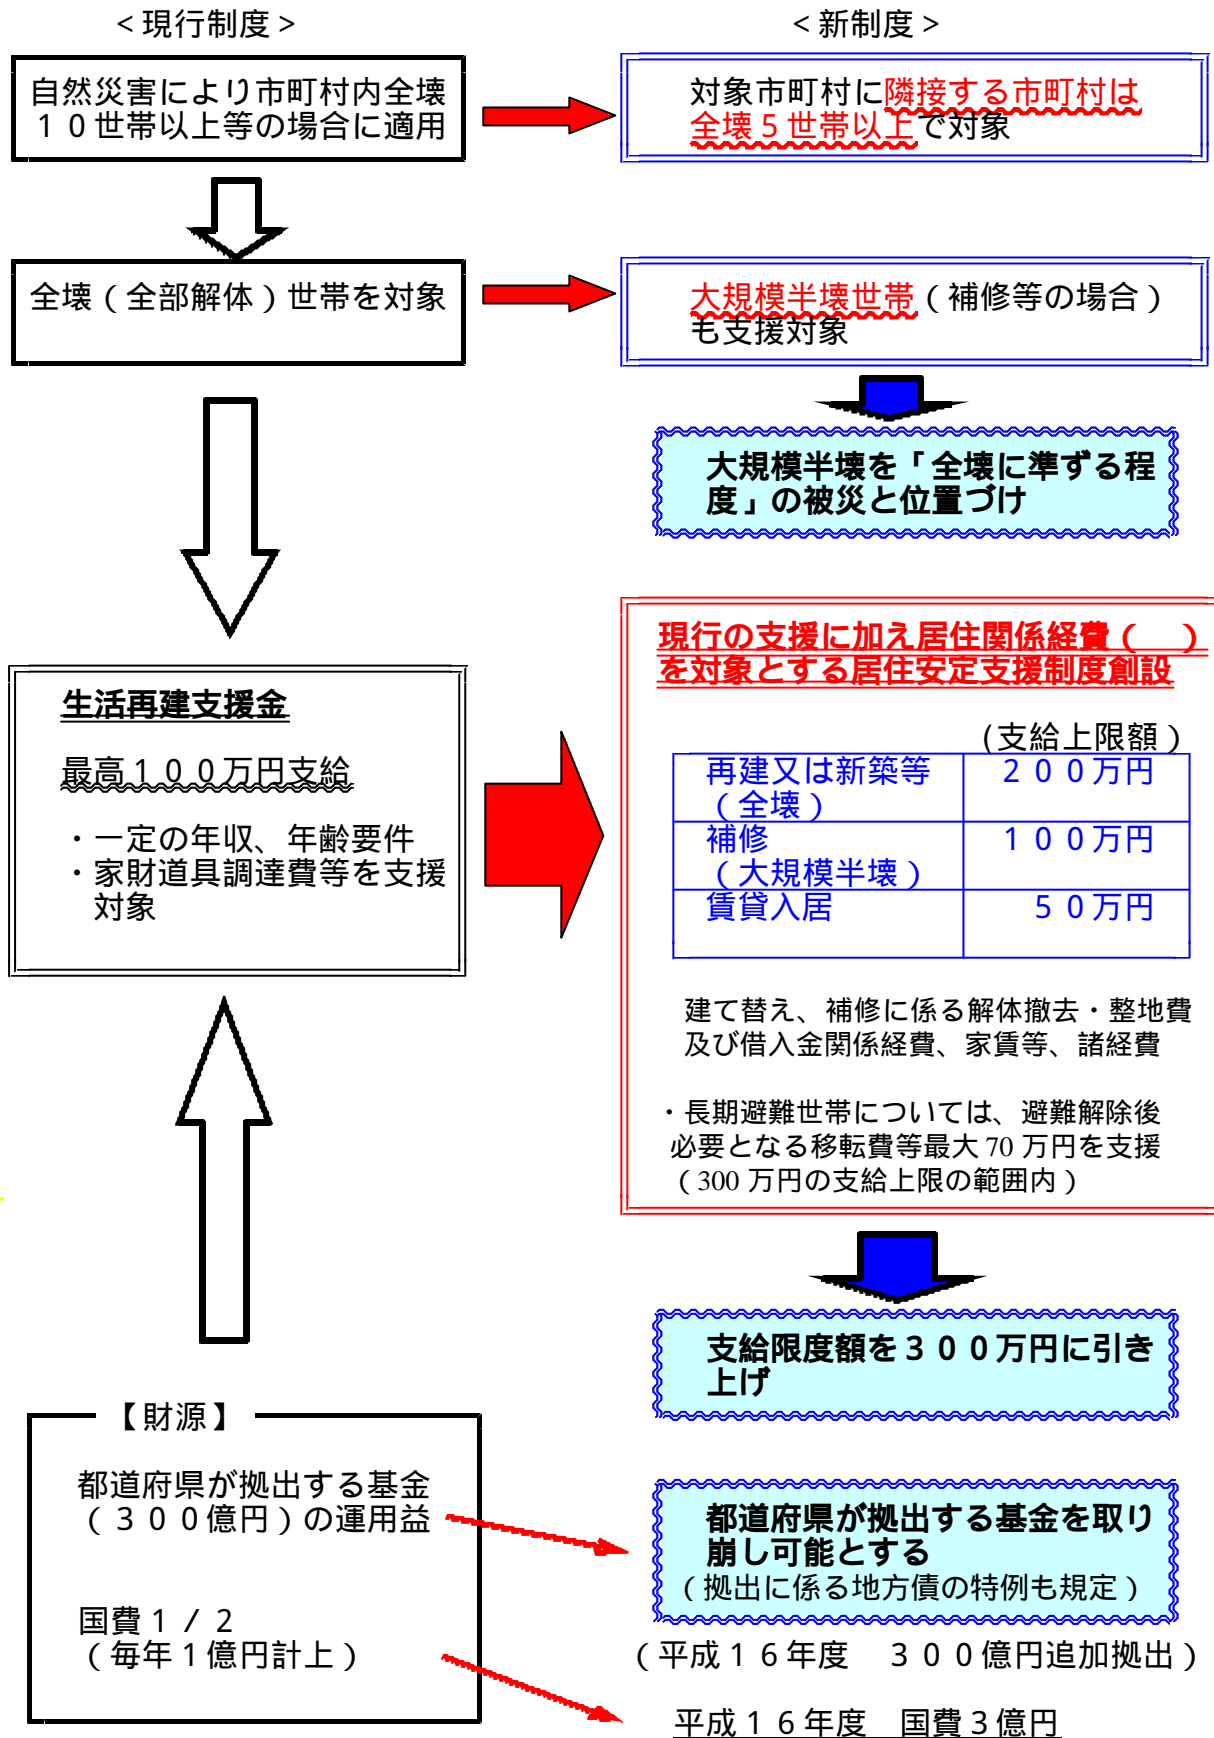 ＜現行制度＞
＜新制度＞
自然災害により市町村内全壊
１０世帯以上等の場合に適用
対象市町村に隣接する市町村は
全壊５世帯以上で対象
全壊（全部解体）世帯を対象
大規模半壊世帯（補修等の場合）
も支援対象
大規模半壊を「全壊に準ずる程
度」の被災と位置づけ
生活再建支援金
最高１００万円支給
・一定の年収、年齢要件
・家財道具調達費等を支援
対象
現行の支援に加え居住関係経費（　）
を対象とする居住安定支援制度創設
(支給上限額）
再建又は新築等
（全壊）
２００万円
補修
（大規模半壊）
１００万円
賃貸入居
５０万円
建て替え、補修に係る解体撤去・整地費
及び借入金関係経費、家賃等、諸経費
・長期避難世帯については、避難解除後
必要となる移転費等最大70万円を支援
（300万円の支給上限の範囲内）
支給限度額を３００万円に引き
上げ
【財源】
都道府県が拠出する基金
（３００億円）の運用益
国費１／２
（毎年１億円計上）
都道府県が拠出する基金を取り
崩し可能とする
（拠出に係る地方債の特例も規定）
（平成１６年度　３００億円追加拠出）
平成１６年度　国費３億円